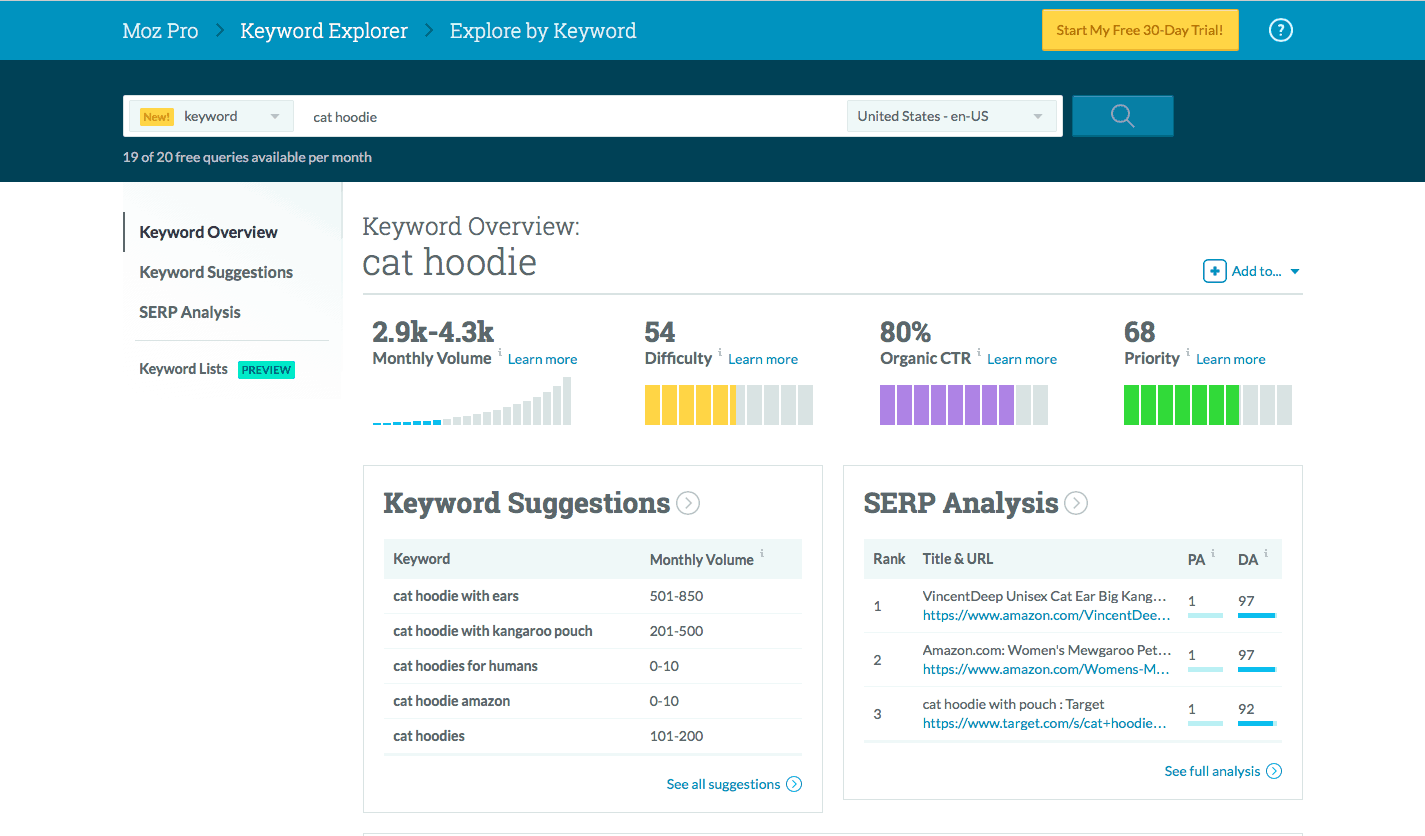 Moz Pro > Keyword Explorer > Explore by Keyword
Start My Free 30-Day Trial!
?
New! keyword
cat hoodie
United States - en-US
19 of 20 free queries available per month
Keyword Overview
Keyword Suggestions
SERP Analysis
Keyword Lists PREVIEW
Keyword Overview:
cat hoodie
Add to...
2.9k-4.3k
Monthly Volume i Learn more
54
Difficulty i Learn more
80%
Organic CTR i Learn more
68
Priority i Learn more
Keyword Suggestions
Keyword Monthly Volume i
cat hoodie with ears 501-850
cat hoodie with kangaroo pouch 201-500
cat hoodies for humans 0-10
cat hoodie amazon 0-10
cat hoodies 101-200
See all suggestions
SERP Analysis
Rank Title & URL PA i DA i
1 VincentDeep Unisex Cat Ear Big Kang... 1 97
https://www.amazon.com/VincentDee...
2 Amazon.com: Women's Mewgaroo Pet... 1 97
https://www.amazon.com/Womens-M...
3 cat hoodie with pouch : Target 1 92
https://www.target.com/s/cat+hoodie...
See full analysis